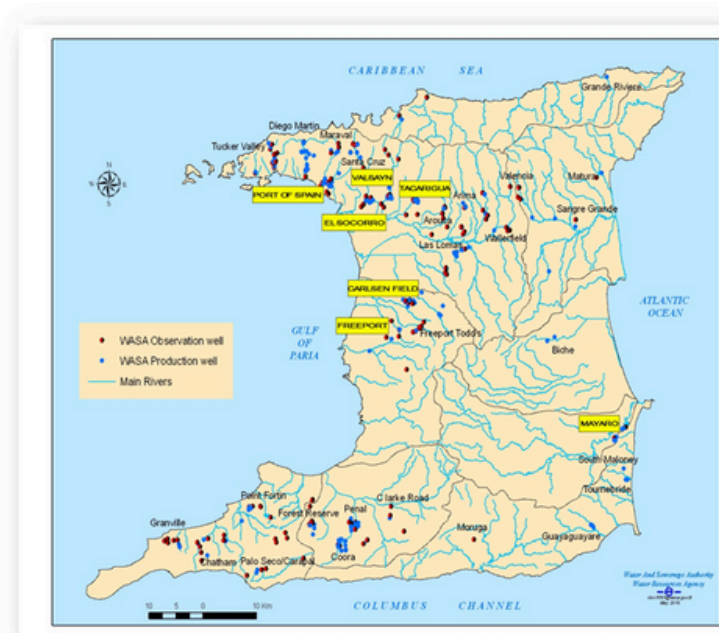 CARIBBEAN SEA
Grande Riviere
Diego Martin
Maraval
Tucker Valley
Santa Cruz
VALSAYN
Valencia
Matura
TACARIGUA
Arima
PORT OF SPAIN
Sangre Grande
EL SOCORRO
Arouca
Wallerfield
Las Lomas
N
CARLSEN FIELD
ATLANTIC
OCEAN
FREEPORT
GULF
OF
PARIA
Freeport Todd's
WASA Observation well
WASA Production well
Main Rivers
Biche
MAYARO
South Maloney
Tournebride
Point Fortin
Clarke Road
Forest Reserve
Penal
Granville
Moruga
Guayaguayare
Chatham
Palo Seco/Carapal
Coora
Water And Sewerage Authority
Water Resources Agency
10 5 0 10 Km
COLUMBUS CHANNEL